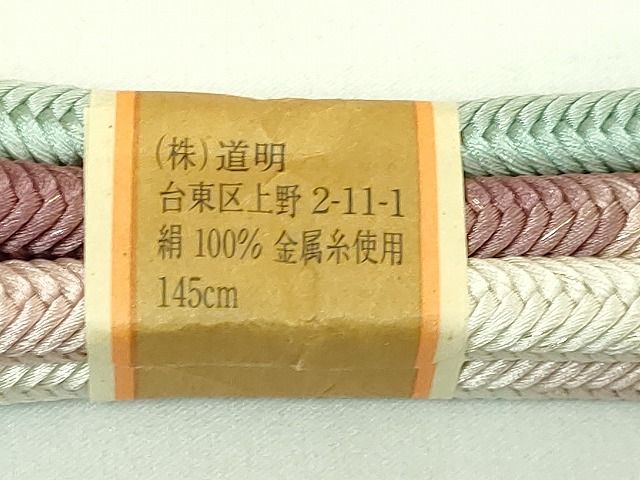 (株)道明
台東区上野 2-11-1
絹 100% 金属糸使用
145cm